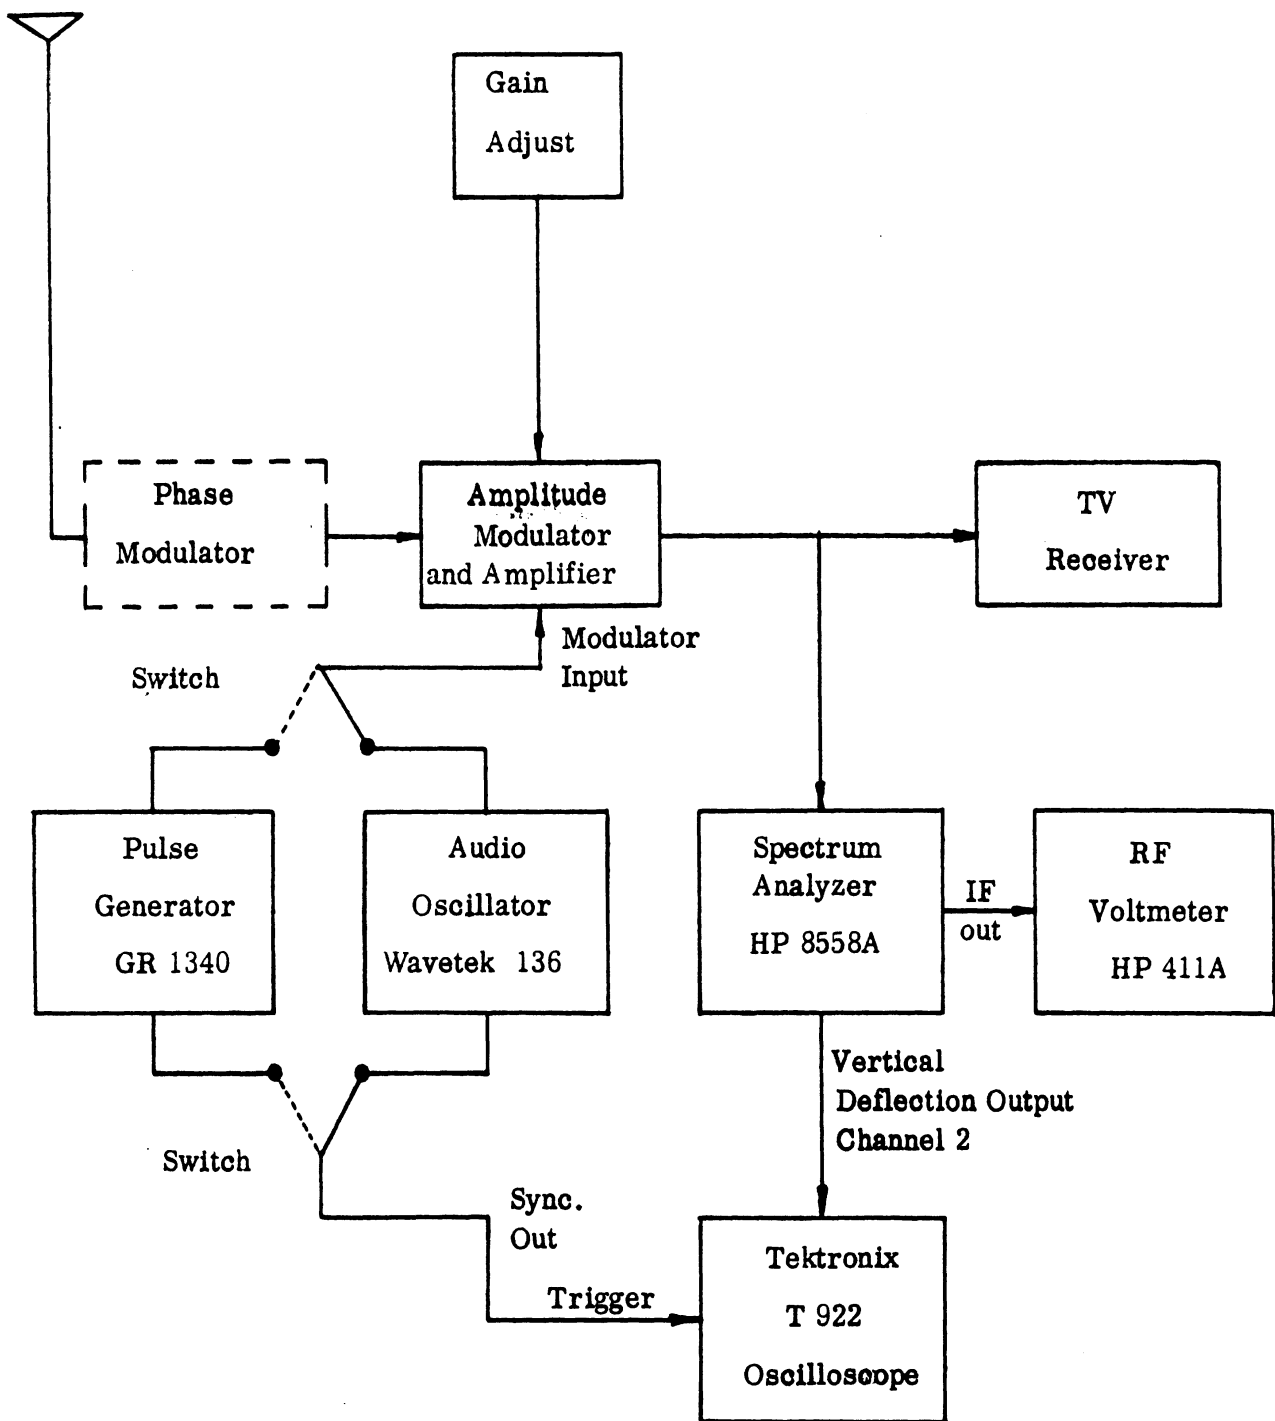 Gain
Adjust
Phase
Modulator
Amplitude
Modulator
and Amplifier
TV
Receiver
Modulator
Input
Switch
Pulse
Generator
GR 1340
Audio
Oscillator
Wavetek 136
Spectrum
Analyzer
HP 8558A
IF
out
RF
Voltmeter
HP 411A
Vertical
Deflection Output
Channel 2
Switch
Sync.
Out
Trigger
Tektronix
T 922
Oscilloscope